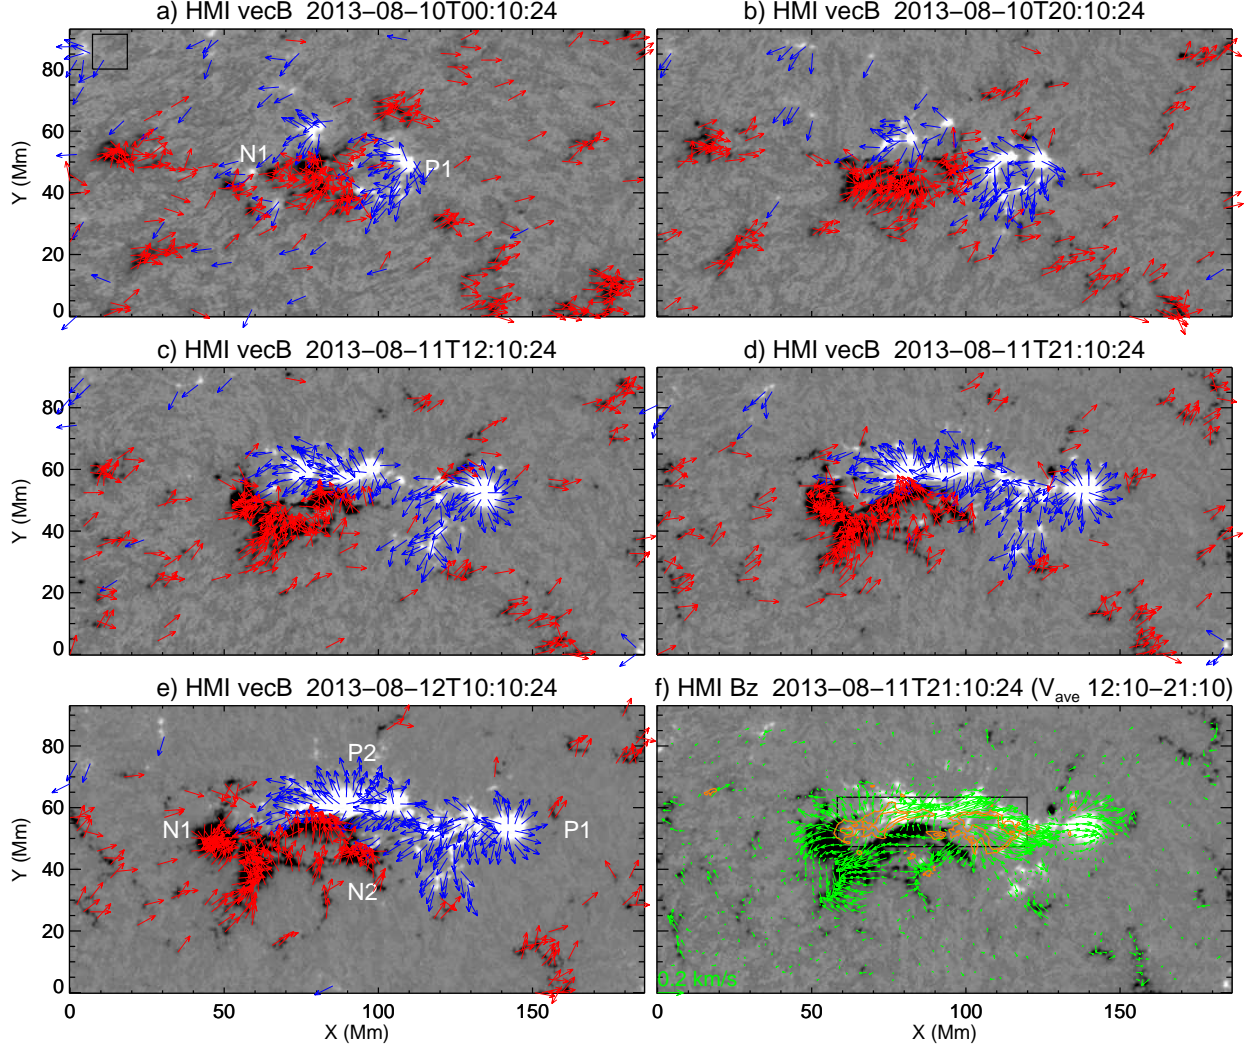 a) HMI vecB 2013-08-10T00:10:24
b) HMI vecB 2013-08-10T20:10:24
80
60
40
20
0
Y (Mm)
N1
P1
c) HMI vecB 2013-08-11T12:10:24
d) HMI vecB 2013-08-11T21:10:24
80
60
40
20
0
Y (Mm)
e) HMI vecB 2013-08-12T10:10:24
f) HMI Bz 2013-08-11T21:10:24 (V_ave 12:10-21:10)
80
60
40
20
0
Y (Mm)
P2
N1
P1
N2
0.2 km/s
0 50 100 150
50 100 150
X (Mm)
X (Mm)